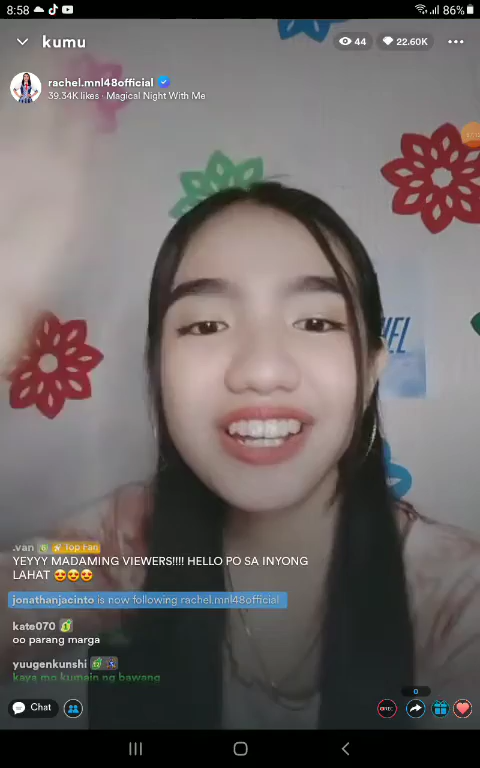 8:58
86%
kumu
44
22.60K
rachel.mnl48official
39.34K likes · Magical Night With Me
HEL
.van Top Fan
YEYYY MADAMING VIEWERS!!!! HELLO PO SA INYONG
LAHAT 😍😍😍
jonathanjacinto is now following rachel.mnl48official
kate070
oo parang marga
yuugenkunshi
kaya mo kumain ng bawang
0
Chat